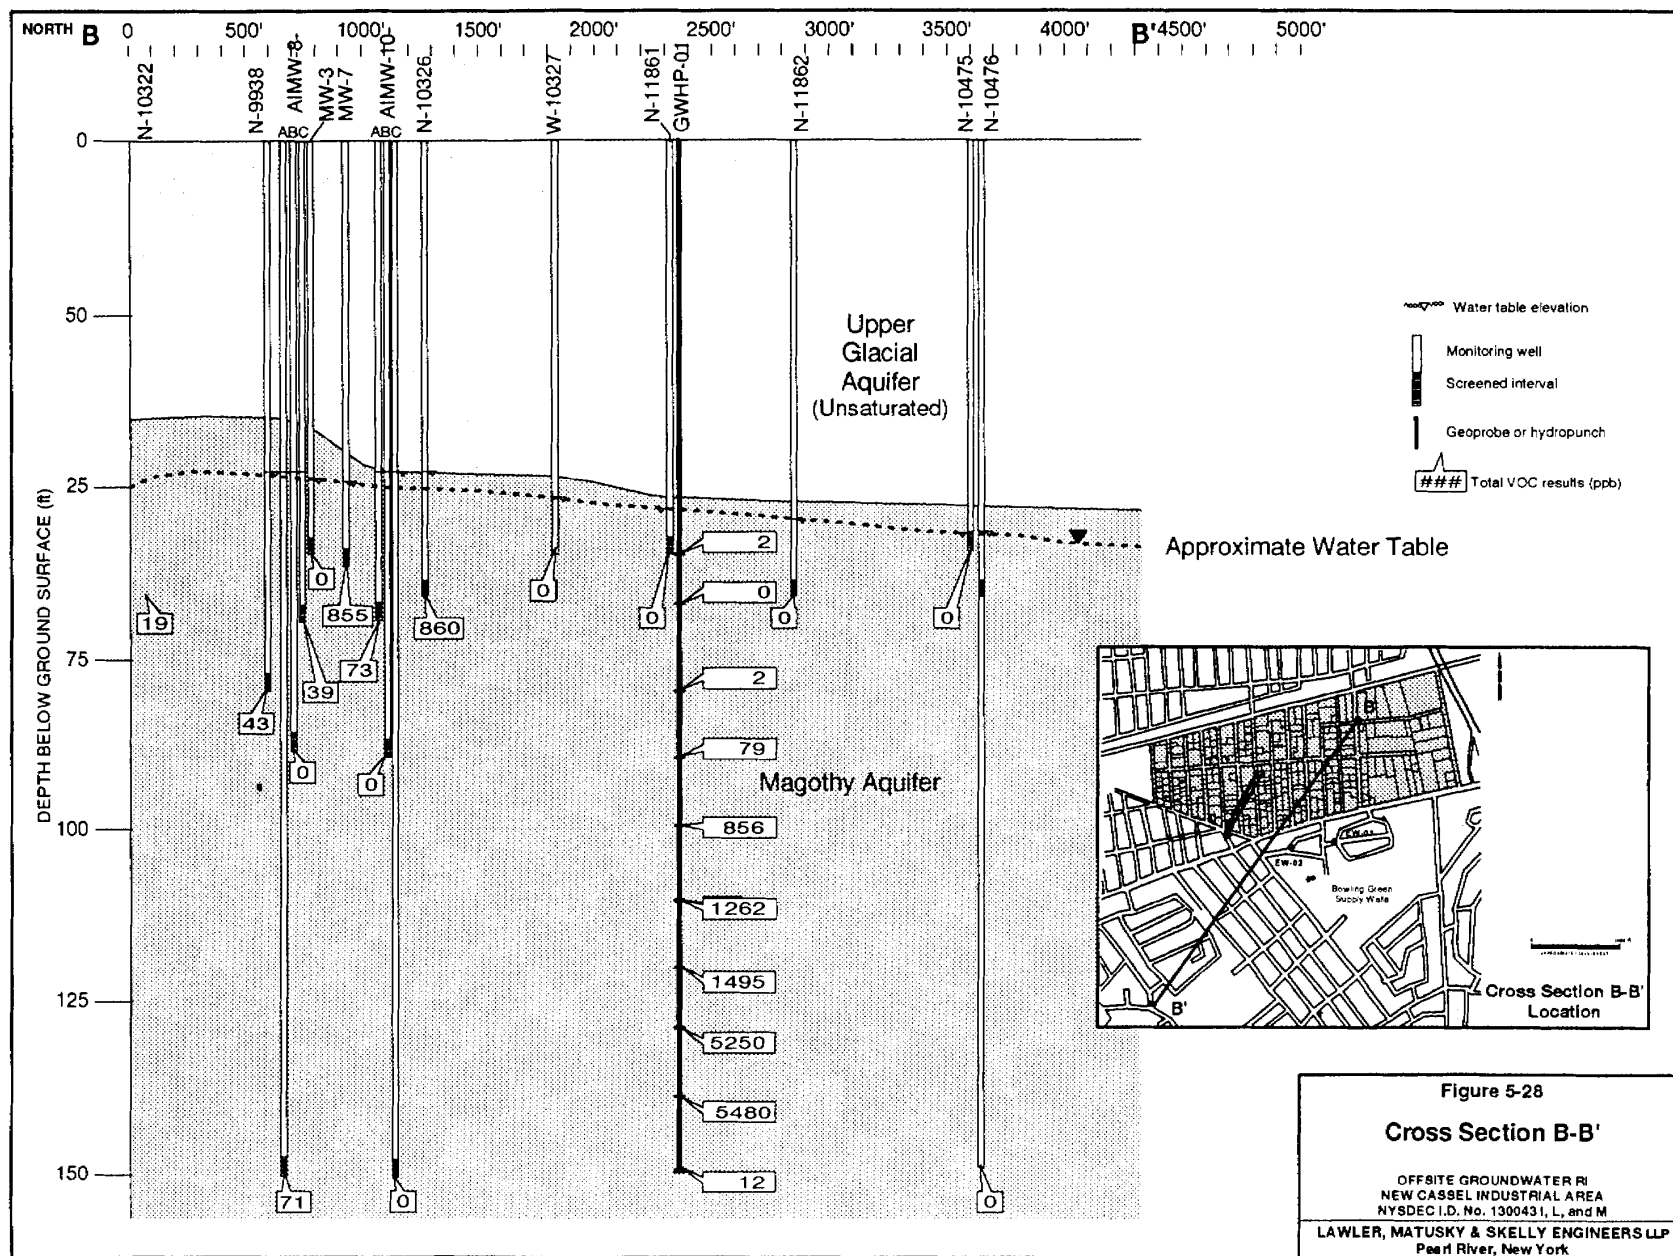 NORTH B 0 500' 1000' 1500' 2000' 2500' 3000' 3500' 4000' B' 4500' 5000'
N-10322
N-9938
AIMW-8-
ABC
MW-3
MW-7
AIMW-10-
ABC
N-10326
W-10327
N-11861
GWHP-01
N-11862
N-10475
N-10476
DEPTH BELOW GROUND SURFACE (ft)
0
50
25
75
100
125
150
Upper
Glacial
Aquifer
(Unsaturated)
Water table elevation
Monitoring well
Screened interval
Geoprobe or hydropunch
### Total VOC results (ppb)
Approximate Water Table
Magothy Aquifer
19
43
0
39
0
855
73
0
860
0
0
2
0
2
79
856
1262
1495
5250
5480
12
0
0
71
0
0
B
EW-02
Bowling Green
B'
Cross Section B-B'
Location
Figure 5-28
Cross Section B-B'
OFFSITE GROUNDWATER RI
NEW CASSEL INDUSTRIAL AREA
NYSDEC I.D. No. 130043 I, L, and M
LAWLER, MATUSKY & SKELLY ENGINEERS LLP
Pearl River, New York